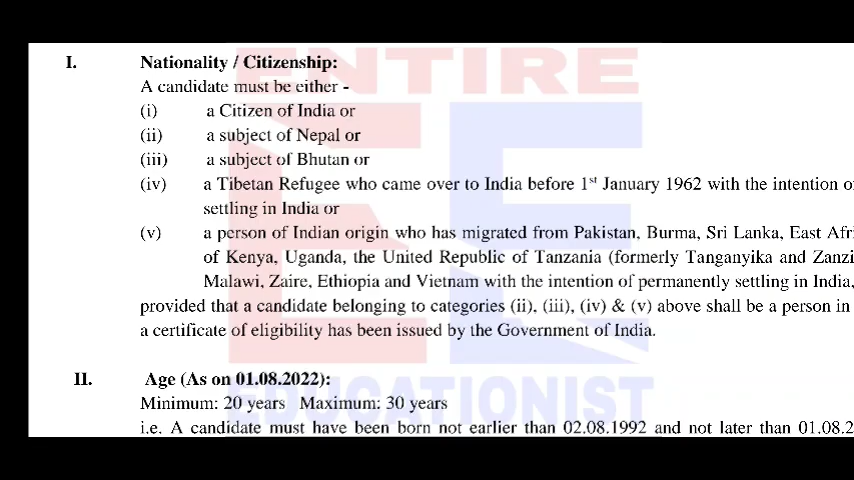 ENTIRE
I. Nationality / Citizenship:
A candidate must be either -
(i) a Citizen of India or
(ii) a subject of Nepal or
(iii) a subject of Bhutan or
(iv) a Tibetan Refugee who came over to India before 1st January 1962 with the intention
settling in India or
(v) a person of Indian origin who has migrated from Pakistan, Burma, Sri Lanka, East
of Kenya, Uganda, the United Republic of Tanzania (formerly Tanganyika and
Malawi, Zaire, Ethiopia and Vietnam with the intention of permanently settling in India,
provided that a candidate belonging to categories (ii), (iii), (iv) & (v) above shall be a person in
a certificate of eligibility has been issued by the Government of India.
II. Age (As on 01.08.2022):
Minimum: 20 years Maximum: 30 years
EDUCATIONIST
i.e. A candidate must have been born not earlier than 02.08.1992 and not later than